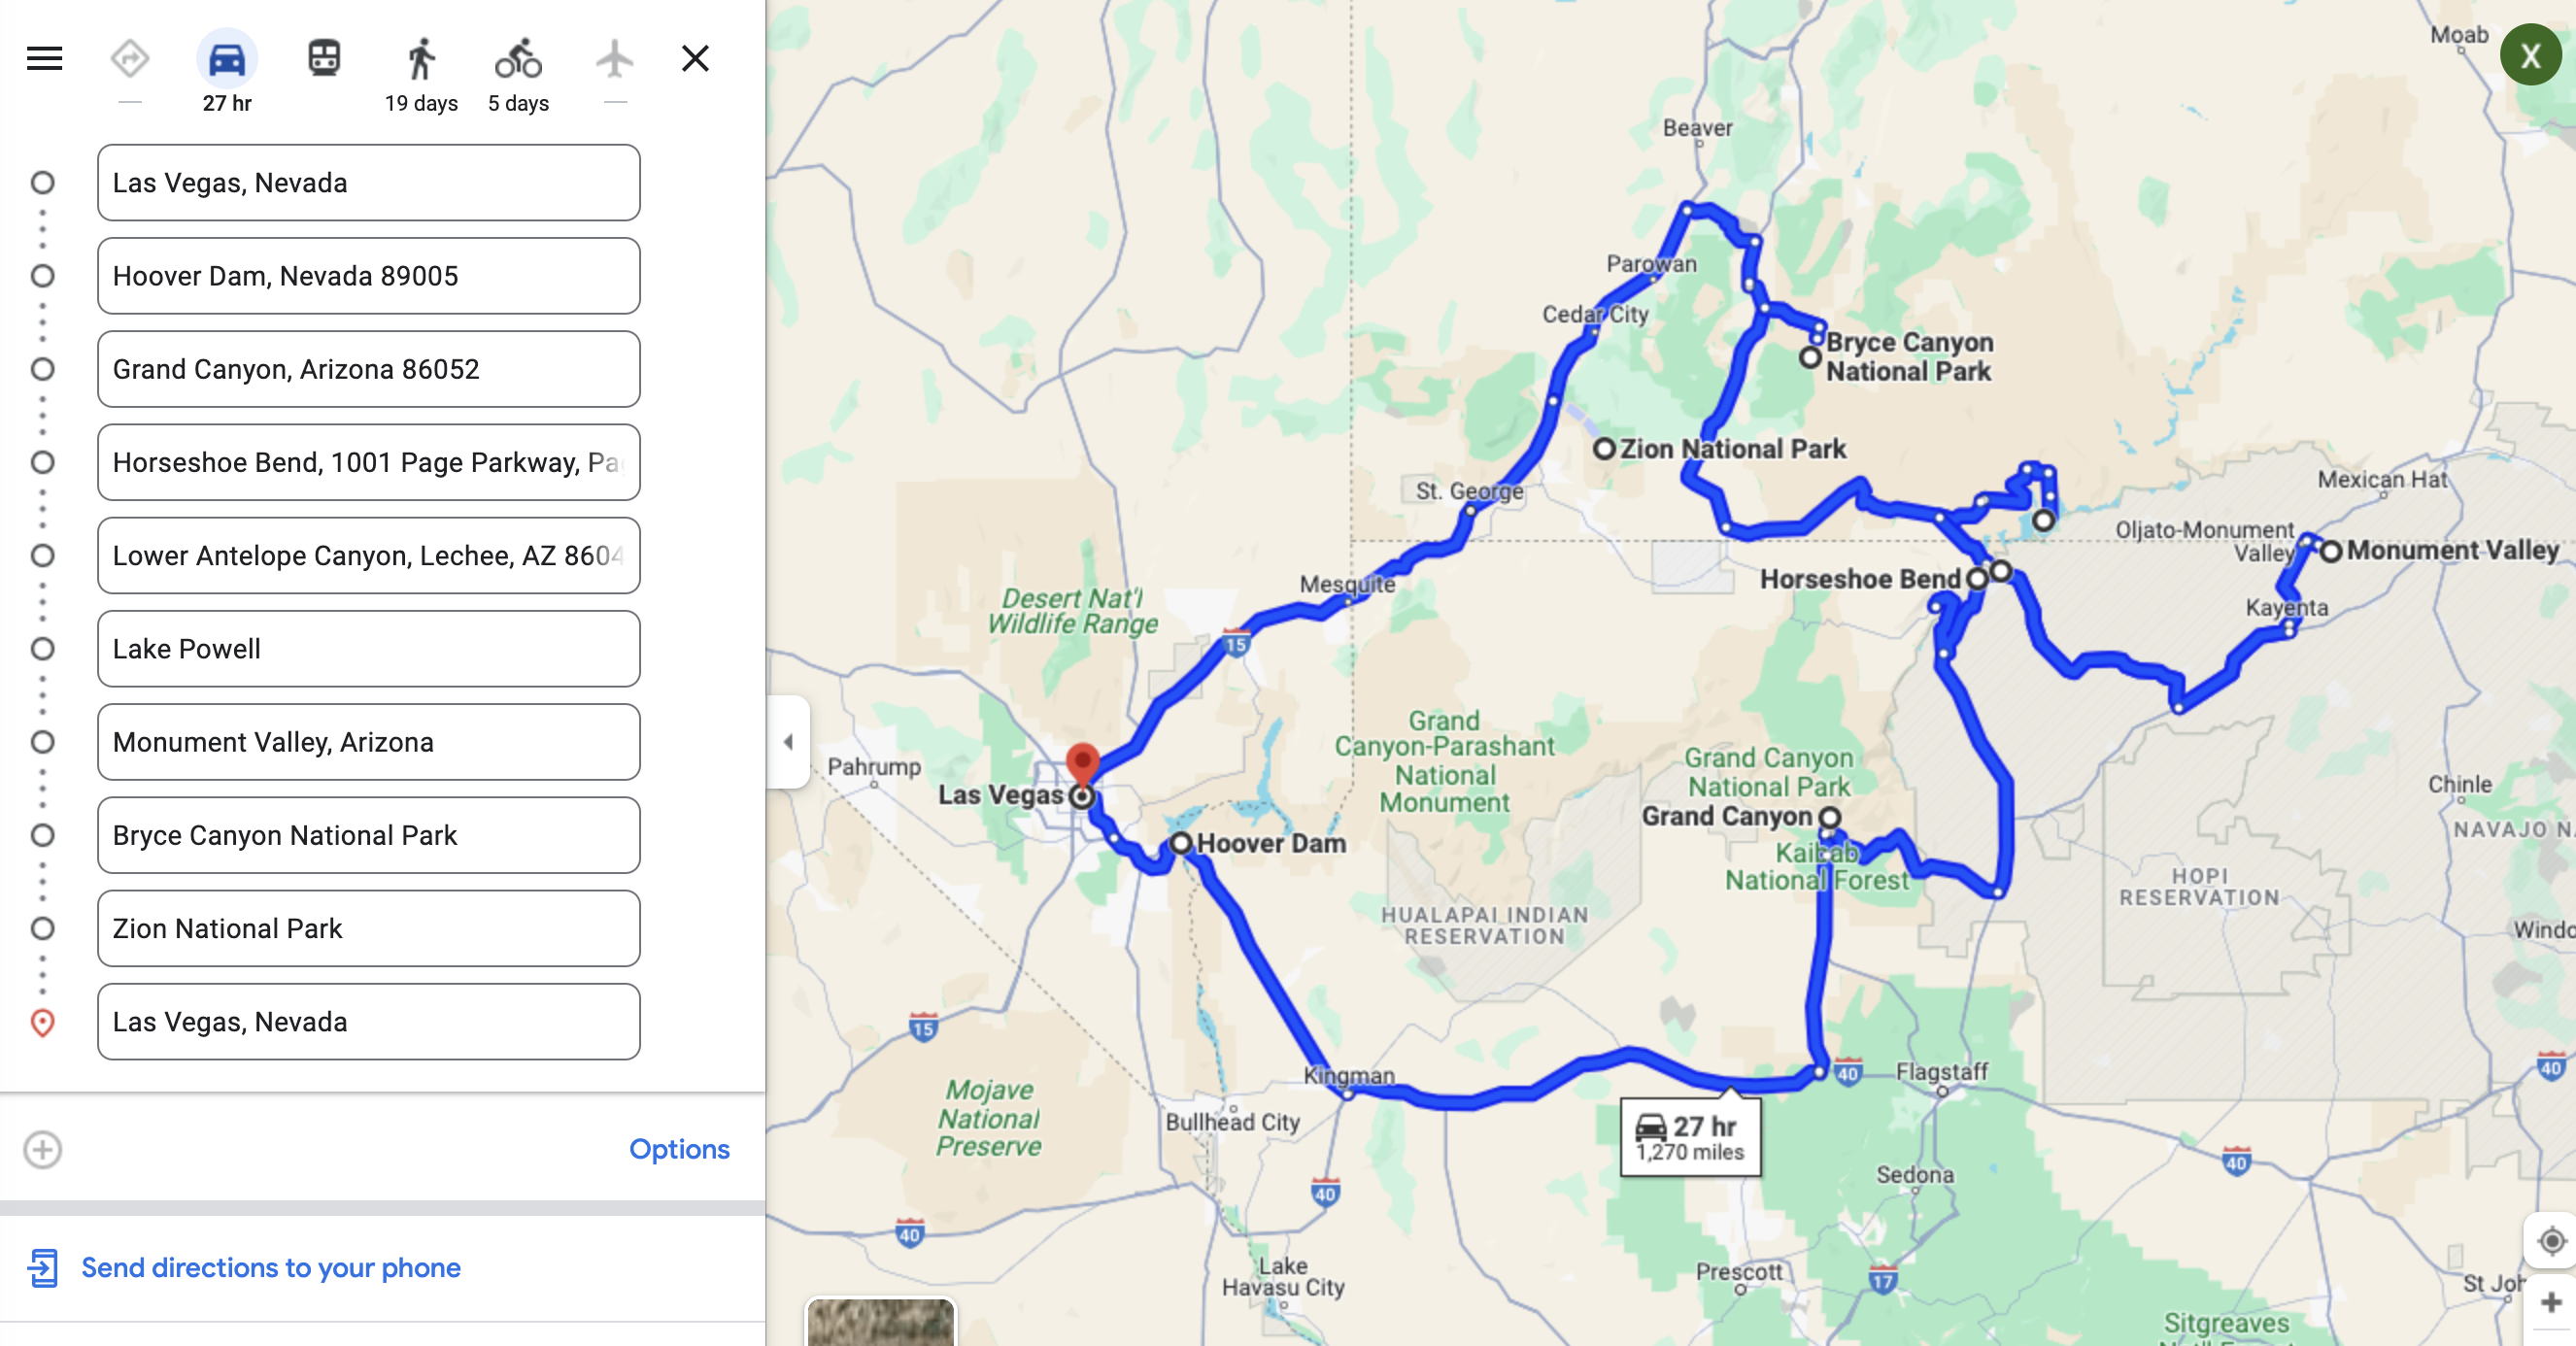 27 hr
19 days
5 days
Las Vegas, Nevada
Hoover Dam, Nevada 89005
Grand Canyon, Arizona 86052
Horseshoe Bend, 1001 Page Parkway, Pa
Lower Antelope Canyon, Lechee, AZ 8604
Lake Powell
Monument Valley, Arizona
Bryce Canyon National Park
Zion National Park
Las Vegas, Nevada
Options
Send directions to your phone
Moab
X
Beaver
Parowan
Cedar City
Bryce Canyon
National Park
Zion National Park
St. George
Mexican Hat
Oljato-Monument
Valley
Monument Valley
Horseshoe Bend
Kayenta
Mesquite
Desert Nat'l
Wildlife Range
15
Grand
Canyon-Parashant
National
Monument
Grand Canyon
National Park
Grand Canyon
Kaibab
National Forest
Pahrump
Las Vegas
Hoover Dam
Chinle
NAVAJO N
HOPI
RESERVATION
HUALAPAI INDIAN
RESERVATION
Windo
15
Kingman
40
Flagstaff
40
Mojave
National
Preserve
Bullhead City
27 hr
1,270 miles
Sedona
40
40
40
Lake
Havasu City
Prescott
17
St Joh
Sitgreaves